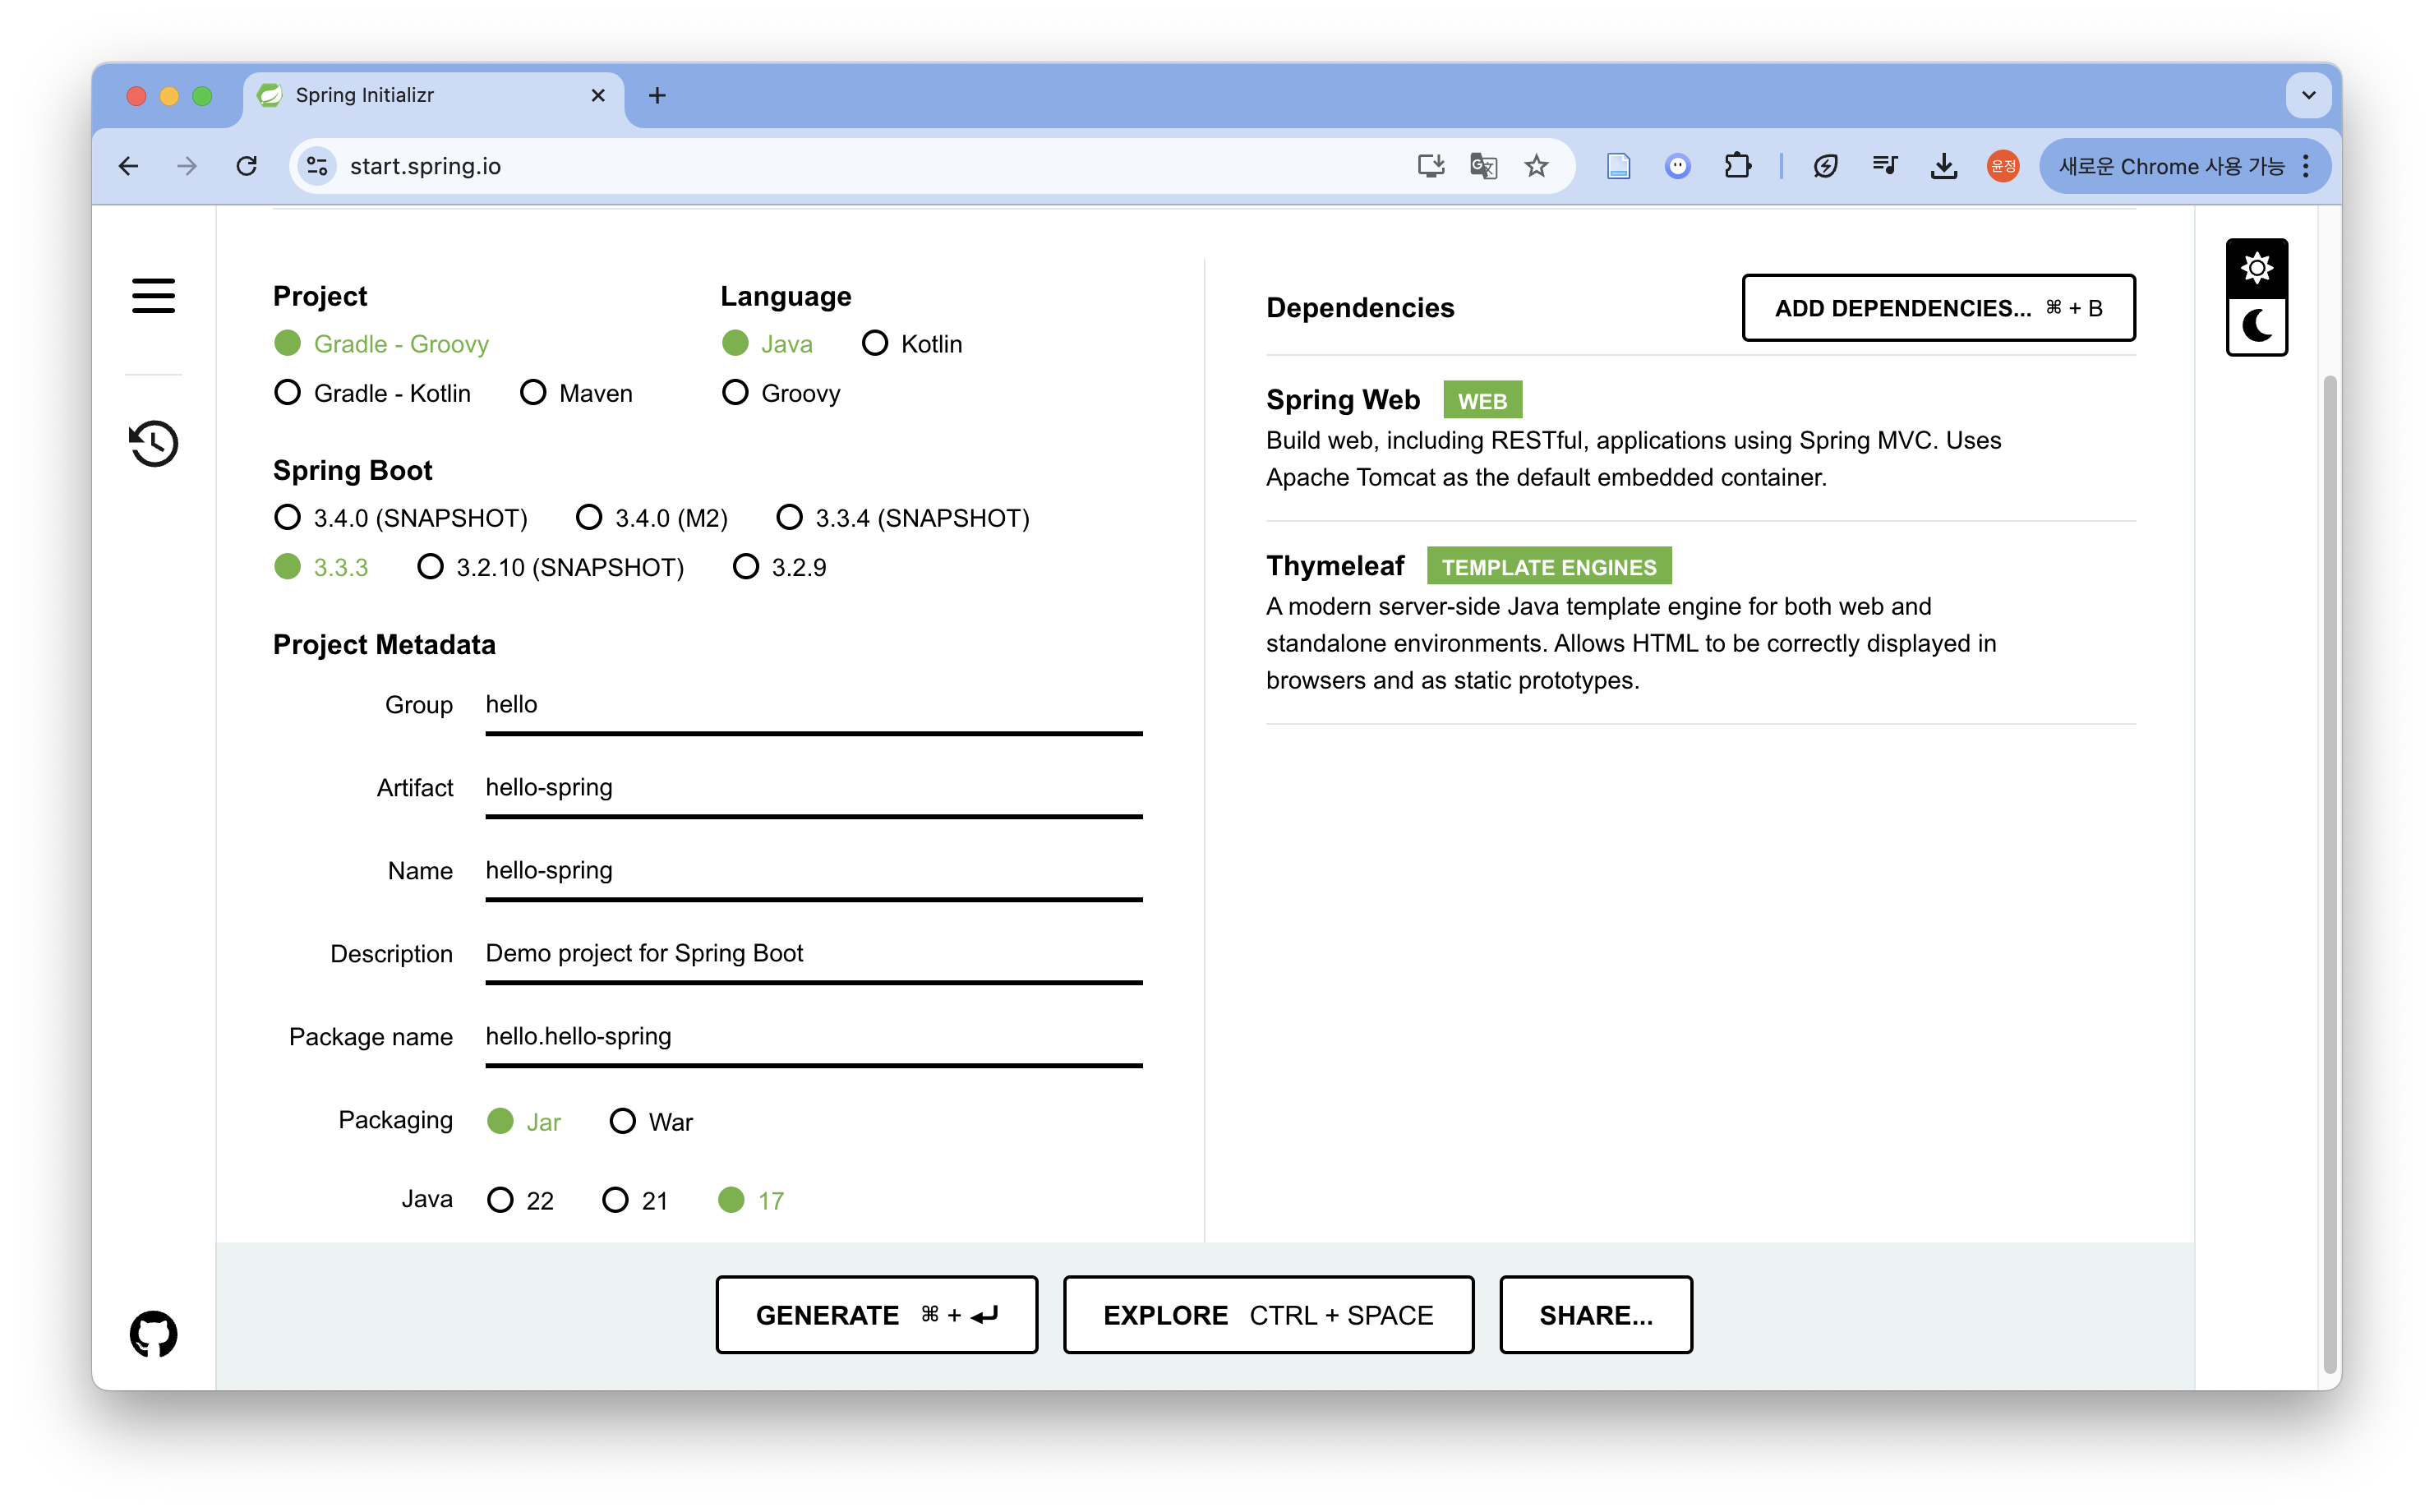 Spring Initializr
start.spring.io
윤정
새로운 Chrome 사용 가능
Project
Gradle - Groovy
Gradle - Kotlin
Maven
Language
Java
Kotlin
Groovy
Spring Boot
3.4.0 (SNAPSHOT)
3.4.0 (M2)
3.3.4 (SNAPSHOT)
3.3.3
3.2.10 (SNAPSHOT)
3.2.9
Project Metadata
Group hello
Artifact hello-spring
Name hello-spring
Description Demo project for Spring Boot
Package name hello.hello-spring
Packaging Jar War
Java 22 21 17
Dependencies
ADD DEPENDENCIES... ⌘ + B
Spring Web WEB
Build web, including RESTful, applications using Spring MVC. Uses
Apache Tomcat as the default embedded container.
Thymeleaf TEMPLATE ENGINES
A modern server-side Java template engine for both web and
standalone environments. Allows HTML to be correctly displayed in
browsers and as static prototypes.
GENERATE ⌘ + ⏎
EXPLORE CTRL + SPACE
SHARE...